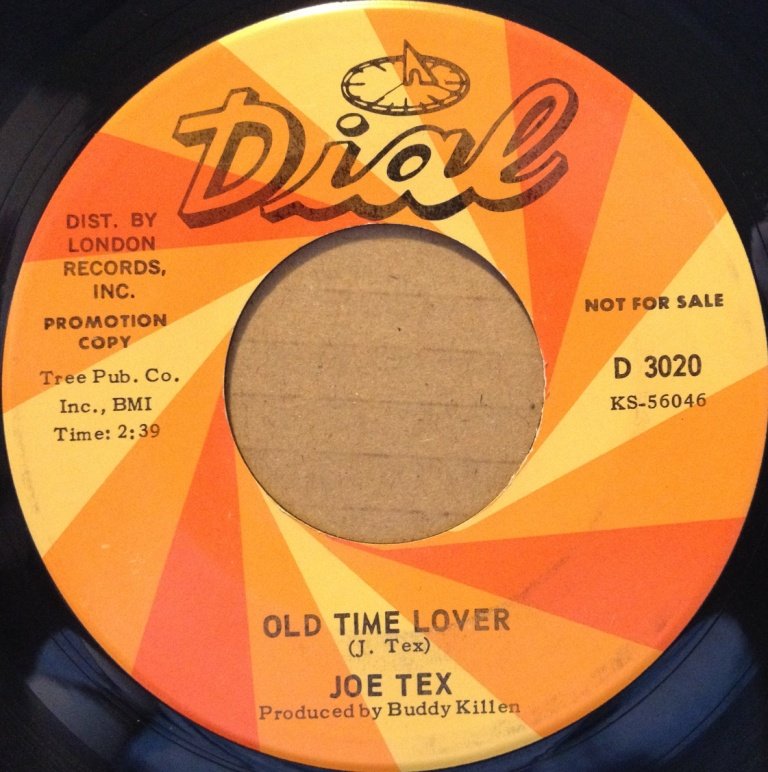 Dial
DIST. BY
LONDON
RECORDS,
INC.
PROMOTION
COPY
Tree Pub. Co.
Inc., BMI
Time: 2:39
NOT FOR SALE
D 3020
KS-56046
OLD TIME LOVER
(J. Tex)
JOE TEX
Produced by Buddy Killen